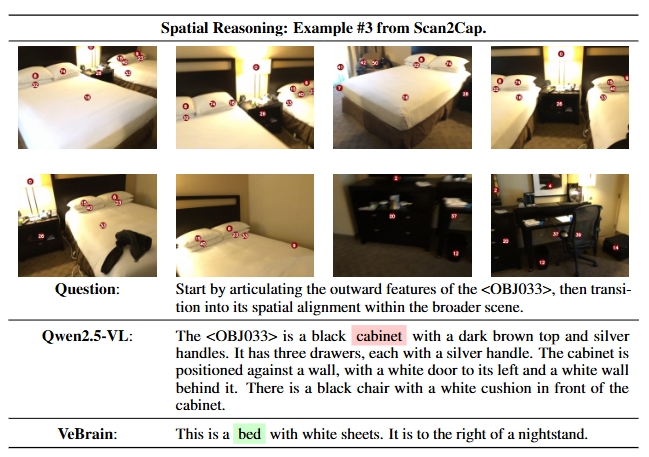 Spatial Reasoning: Example #3 from Scan2Cap.
Question: Start by articulating the outward features of the <OBJ033>, then transi-
tion into its spatial alignment within the broader scene.
Qwen2.5-VL: The <OBJ033> is a black cabinet with a dark brown top and silver
handles. It has three drawers, each with a silver handle. The cabinet is
positioned against a wall, with a white door to its left and a white wall
behind it. There is a black chair with a white cushion in front of the
cabinet.
VeBrain: This is a bed with white sheets. It is to the right of a nightstand.